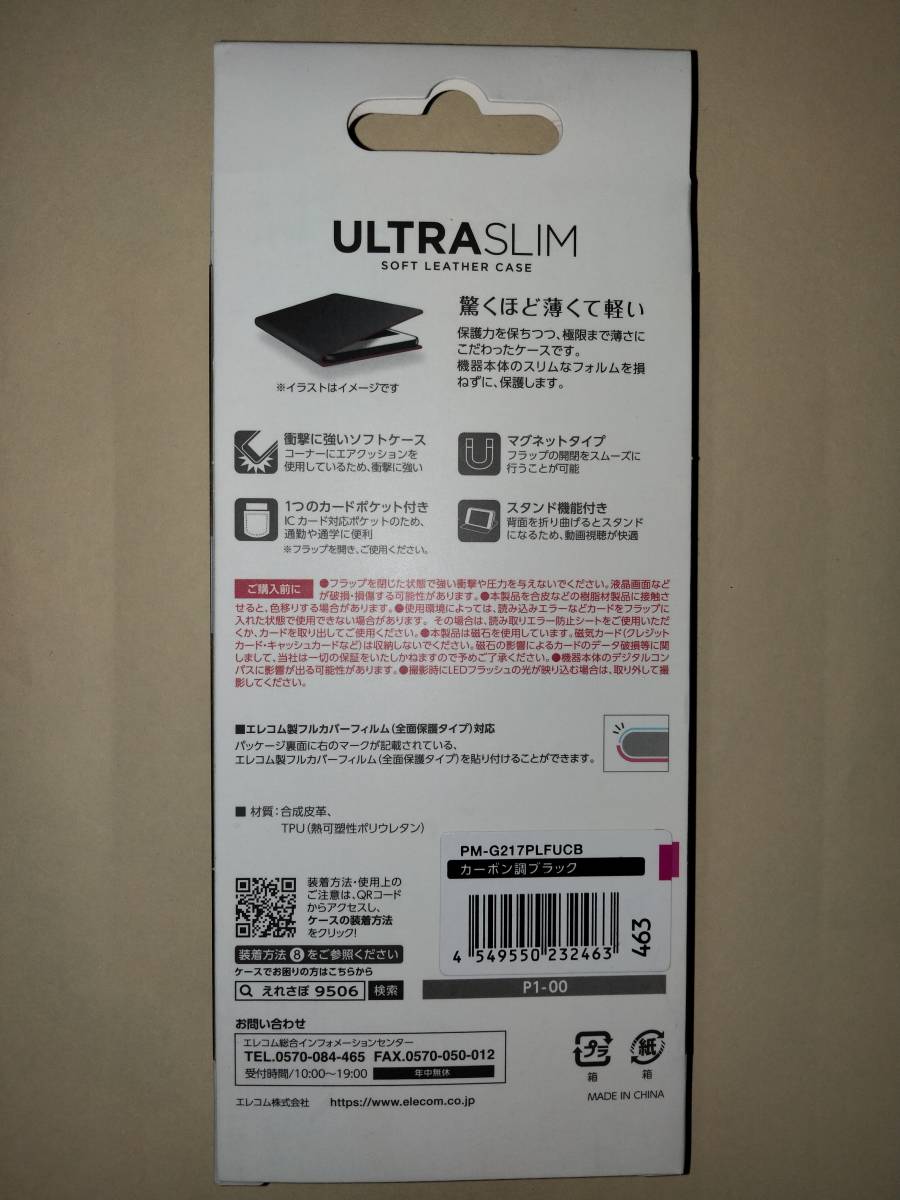 ULTRASLIM
SOFT LEATHER CASE
※イラストはイメージです
驚くほど薄くて軽い
保護力を保ちつつ、極限まで薄さに
こだわったケースです。
機器本体のスリムなフォルムを損
ねずに、保護します。
衝撃に強いソフトケース
コーナーにエアクッションを
使用しているため、衝撃に強い
マグネットタイプ
フラップの開閉をスムーズに
行うことが可能
1つのカードポケット付き
ICカード対応ポケットのため、
通勤や通学に便利
※フラップを開き、ご使用ください。
スタンド機能付き
背面を折り曲げるとスタンド
になるため、動画視聴が快適
ご購入前に ●フラップを閉じた状態で強い衝撃や圧力を与えないでください。液晶画面など
が破損・損傷する可能性があります。●本製品を合皮などの樹脂材製品に接触さ
せると、色移りする場合があります。●使用環境によっては、読み込みエラーなどカードをフラップに
入れた状態で使用できない場合があります。その場合は、読み取りエラー防止シートをご使用いただ
くか、カードを取り出してご使用ください。●本製品は磁石を使用しています。磁気カード(クレジット
カード・キャッシュカードなど)は収納しないでください。磁石の影響によるカードのデータ破損等に関
しまして、当社は一切の保証をいたしかねますので予めご了承ください。●機器本体のデジタルコン
パスに影響が出る可能性があります。●撮影時にLEDフラッシュの光が映り込む場合は、取り外して撮
影してください。
■エレコム製フルカバーフィルム(全面保護タイプ)対応
パッケージ裏面に右のマークが記載されている、
エレコム製フルカバーフィルム(全面保護タイプ)を貼り付けることができます。
■ 材質:合成皮革、
TPU(熱可塑性ポリウレタン)
PM-G217PLFUCB
カーボン調ブラック
4 549550 232463
463
P1-00
装着方法・使用上の
ご注意は、QRコード
からアクセスし、
ケースの装着方法
をクリック!
装着方法 8 をご参照ください
ケースでお困りの方はこちらから
えれさぽ 9506 検索
お問い合わせ
エレコム総合インフォメーションセンター
TEL.0570-084-465 FAX.0570-050-012
受付時間/10:00～19:00 年中無休
エレコム株式会社 https://www.elecom.co.jp
プラ 紙
箱 箱
MADE IN CHINA